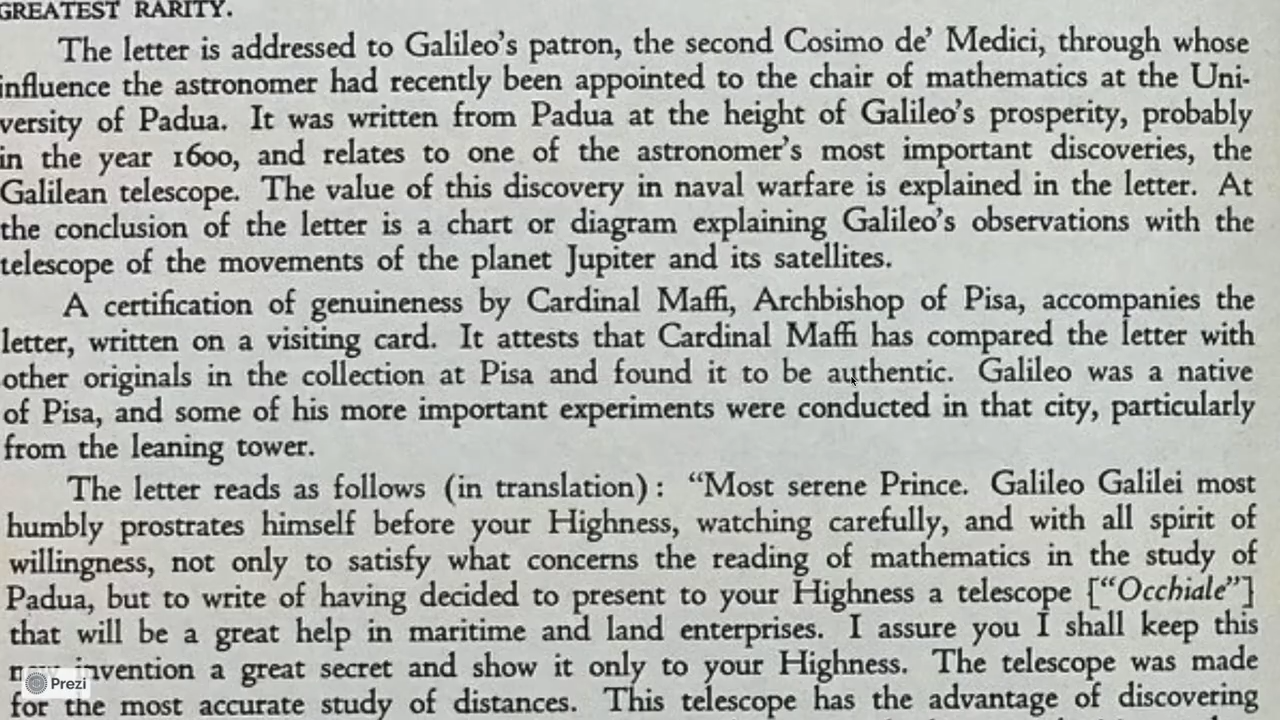 GREATEST RARITY.
The letter is addressed to Galileo's patron, the second Cosimo de' Medici, through whose
influence the astronomer had recently been appointed to the chair of mathematics at the Uni-
versity of Padua. It was written from Padua at the height of Galileo's prosperity, probably
in the year 1600, and relates to one of the astronomer's most important discoveries, the
Galilean telescope. The value of this discovery in naval warfare is explained in the letter. At
the conclusion of the letter is a chart or diagram explaining Galileo's observations with the
telescope of the movements of the planet Jupiter and its satellites.
A certification of genuineness by Cardinal Maffi, Archbishop of Pisa, accompanies the
letter, written on a visiting card. It attests that Cardinal Maffi has compared the letter with
other originals in the collection at Pisa and found it to be authentic. Galileo was a native
of Pisa, and some of his more important experiments were conducted in that city, particularly
from the leaning tower.
The letter reads as follows (in translation): "Most serene Prince. Galileo Galilei most
humbly prostrates himself before your Highness, watching carefully, and with all spirit of
willingness, not only to satisfy what concerns the reading of mathematics in the study of
Padua, but to write of having decided to present to your Highness a telescope ["Occhiale"]
that will be a great help in maritime and land enterprises. I assure you I shall keep this
invention a great secret and show it only to your Highness. The telescope was made
for the most accurate study of distances. This telescope has the advantage of discovering
Prezi